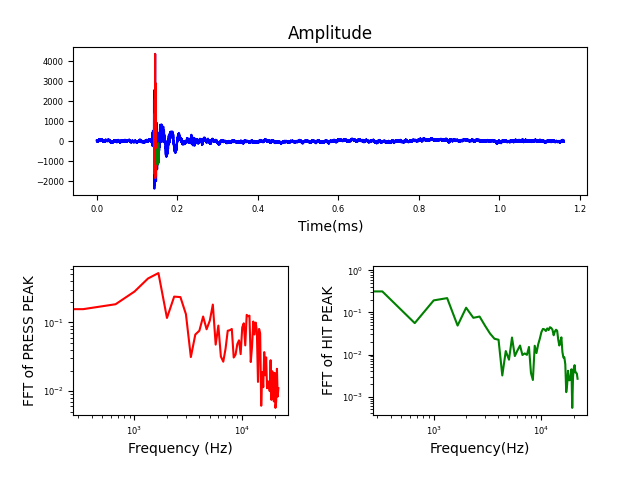 Amplitude
4000
3000
2000
1000
0
−1000
−2000
0.0 0.2 0.4 0.6 0.8 1.0 1.2
Time(ms)
FFT of PRESS PEAK
10⁻¹
10⁻²
10³ 10⁴
Frequency (Hz)
FFT of HIT PEAK
10⁰
10⁻¹
10⁻²
10⁻³
10³ 10⁴
Frequency(Hz)